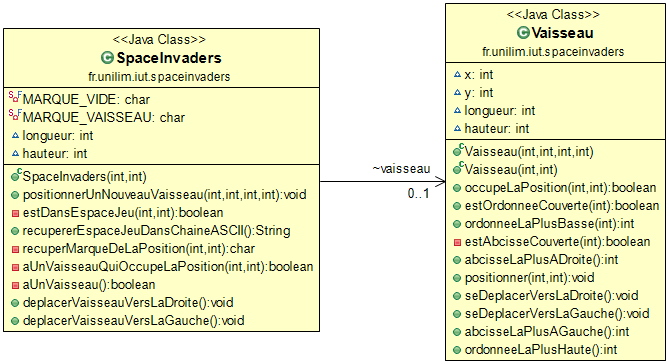 <<Java Class>>
SpaceInvaders
fr.unilim.iut.spaceinvaders
MARQUE_VIDE: char
MARQUE_VAISSEAU: char
longueur: int
hauteur: int
SpaceInvaders(int,int)
positionnerUnNouveauVaisseau(int,int,int,int):void
estDansEspaceJeu(int,int):boolean
recupererEspaceJeuDansChaineASCII():String
recuperMarqueDeLaPosition(int,int):char
aUnVaisseauQuiOccupeLaPosition(int,int):boolean
aUnVaisseau():boolean
deplacerVaisseauVersLaDroite():void
deplacerVaisseauVersLaGauche():void
~vaisseau
0..1
<<Java Class>>
Vaisseau
fr.unilim.iut.spaceinvaders
x: int
y: int
longueur: int
hauteur: int
Vaisseau(int,int,int,int)
Vaisseau(int,int)
occupeLaPosition(int,int):boolean
estOrdonneeCouverte(int):boolean
ordonneeLaPlusBasse():int
estAbcisseCouverte(int):boolean
abcisseLaPlusADroite():int
positionner(int,int):void
seDeplacerVersLaDroite():void
seDeplacerVersLaGauche():void
abcisseLaPlusAGauche():int
ordonneeLaPlusHaute():int